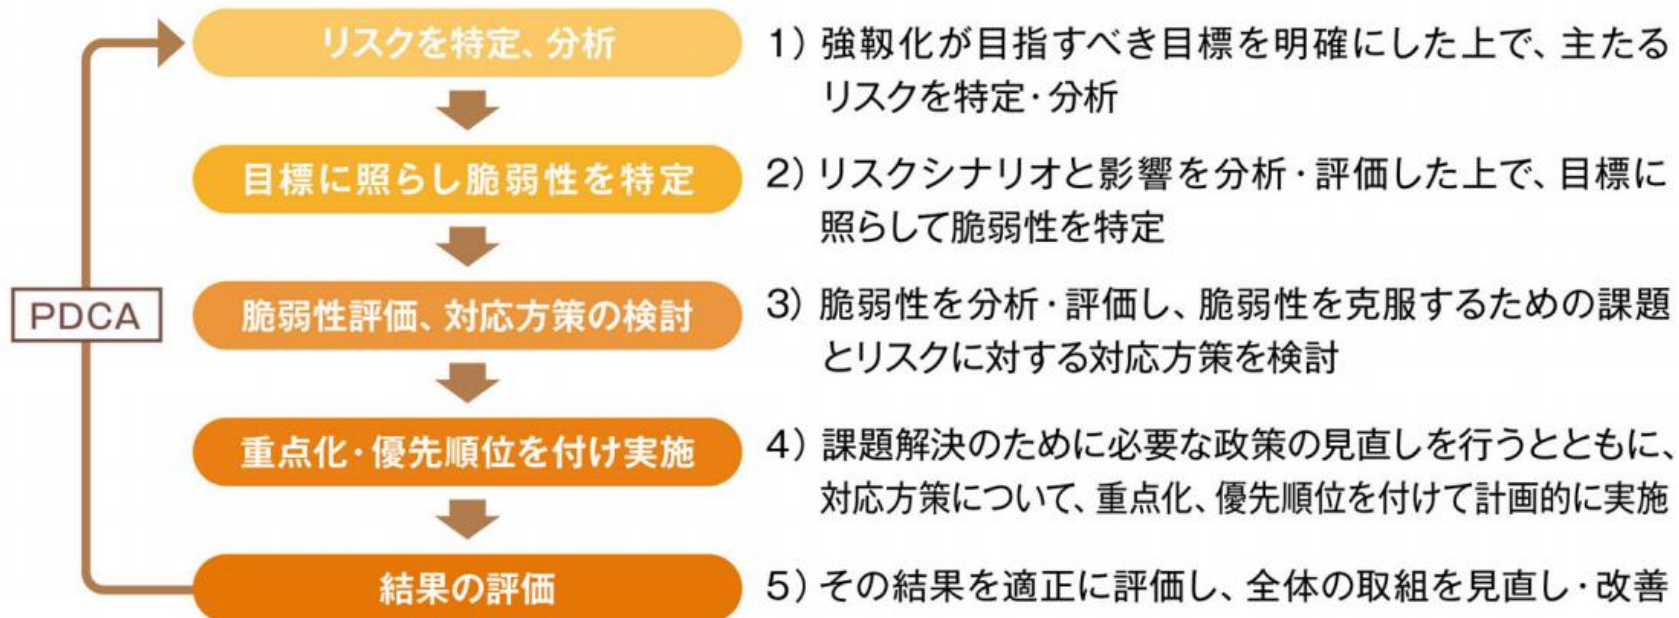 リスクを特定、分析
1) 強靱化が目指すべき目標を明確にした上で、主たる
リスクを特定・分析
目標に照らし脆弱性を特定
2) リスクシナリオと影響を分析・評価した上で、目標に
照らして脆弱性を特定
PDCA
脆弱性評価、対応方策の検討
3) 脆弱性を分析・評価し、脆弱性を克服するための課題
とリスクに対する対応方策を検討
重点化・優先順位を付け実施
4) 課題解決のために必要な政策の見直しを行うとともに、
対応方策について、重点化、優先順位を付けて計画的に実施
結果の評価
5) その結果を適正に評価し、全体の取組を見直し・改善